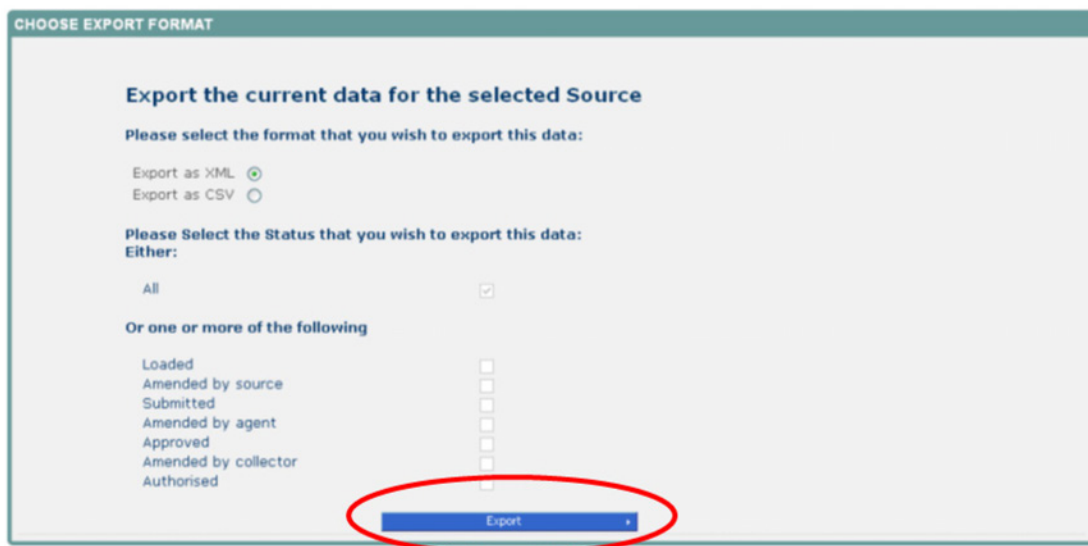 CHOOSE EXPORT FORMAT
Export the current data for the selected Source
Please select the format that you wish to export this data:
Export as XML
Export as CSV
Please Select the Status that you wish to export this data:
Either:
All
Or one or more of the following
Loaded
Amended by source
Submitted
Amended by agent
Approved
Amended by collector
Authorised
Export